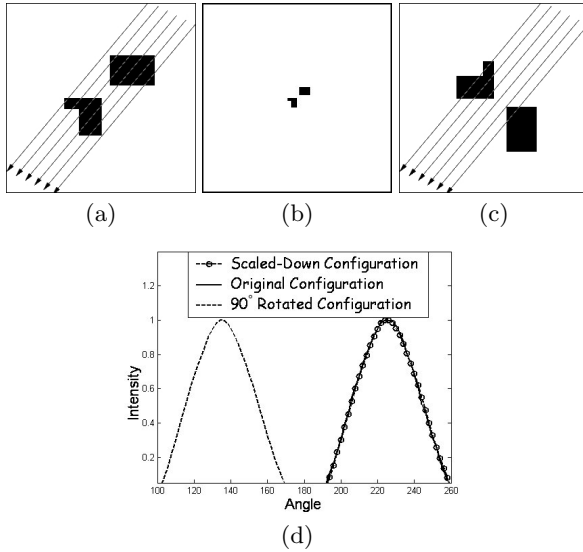 (a)
(b)
(c)
Scaled-Down Configuration
Original Configuration
90° Rotated Configuration
1.2
1
0.8
0.6
0.4
0.2
Intensity
100
120
140
160
180
200
220
240
260
Angle
(d)